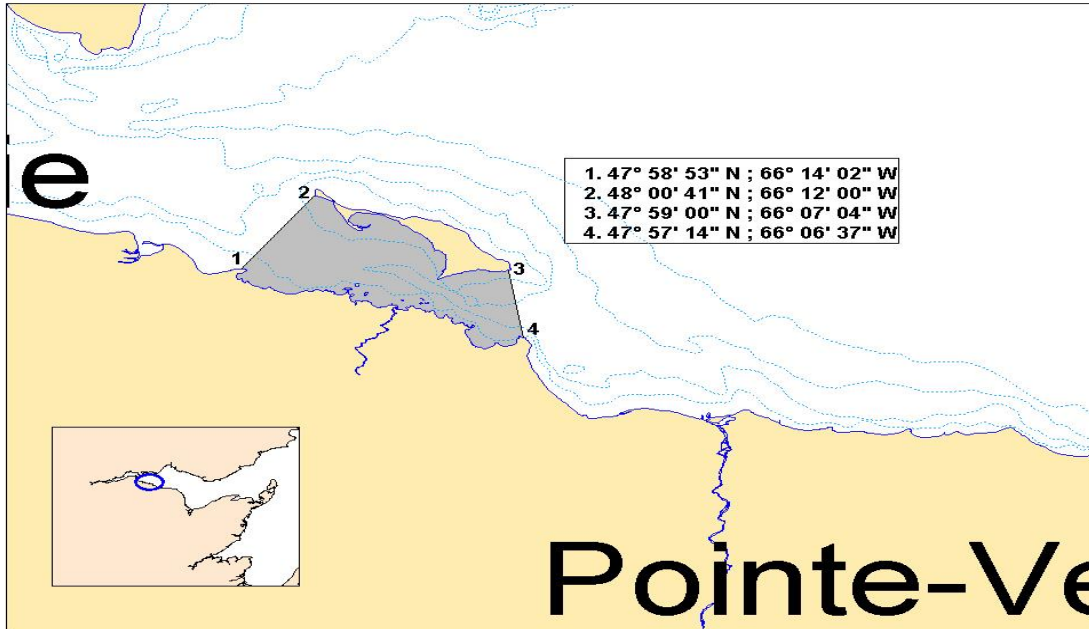 ie
2
1
3
4
1. 47° 58' 53" N ; 66° 14' 02" W
2. 48° 00' 41" N ; 66° 12' 00" W
3. 47° 59' 00" N ; 66° 07' 04" W
4. 47° 57' 14" N ; 66° 06' 37" W
Pointe-Ve